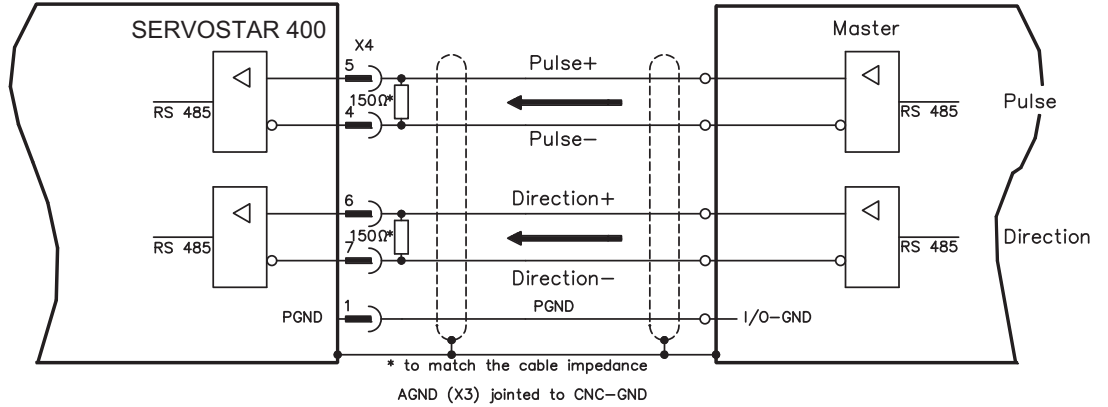 SERVOSTAR 400
X4
Master
5
Pulse+
150Ω*
RS 485
RS 485
Pulse
4
Pulse−
6
Direction+
150Ω*
RS 485
RS 485
Direction
7
Direction−
PGND
1
PGND
I/O−GND
* to match the cable impedance
AGND (X3) jointed to CNC−GND